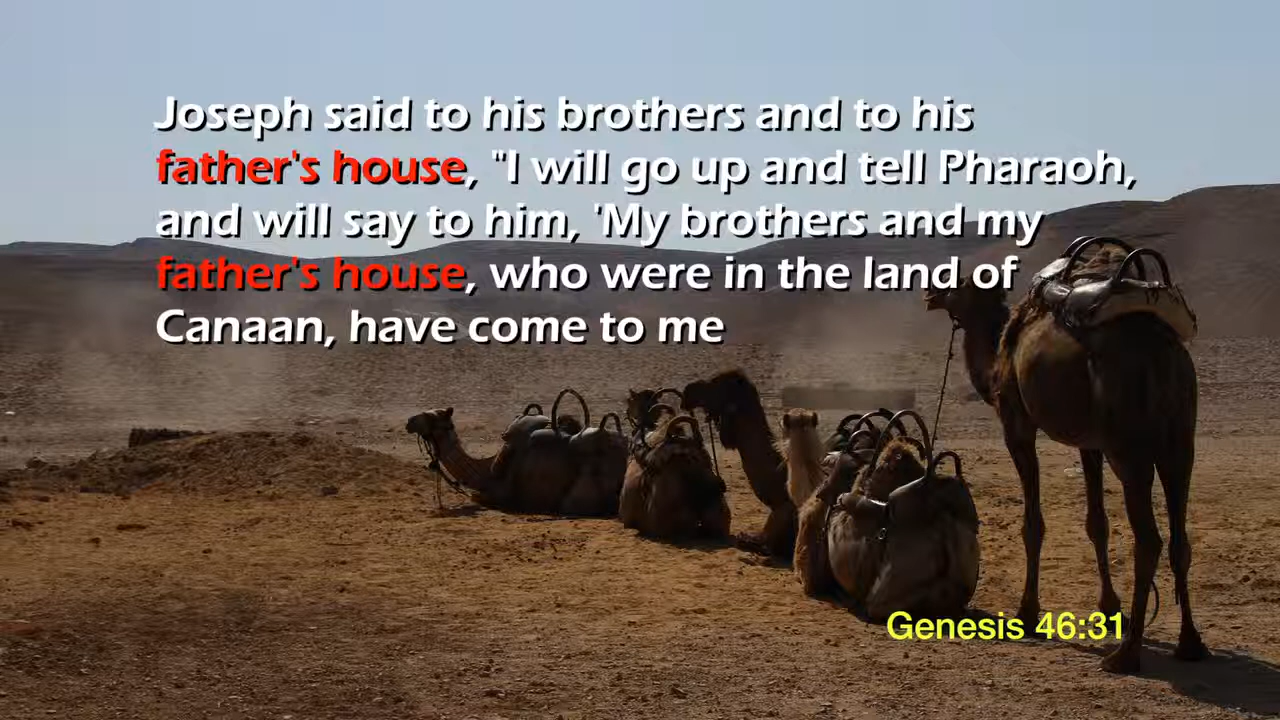 Joseph said to his brothers and to his
father's house, "I will go up and tell Pharaoh,
and will say to him, 'My brothers and my
father's house, who were in the land of
Canaan, have come to me
Genesis 46:31